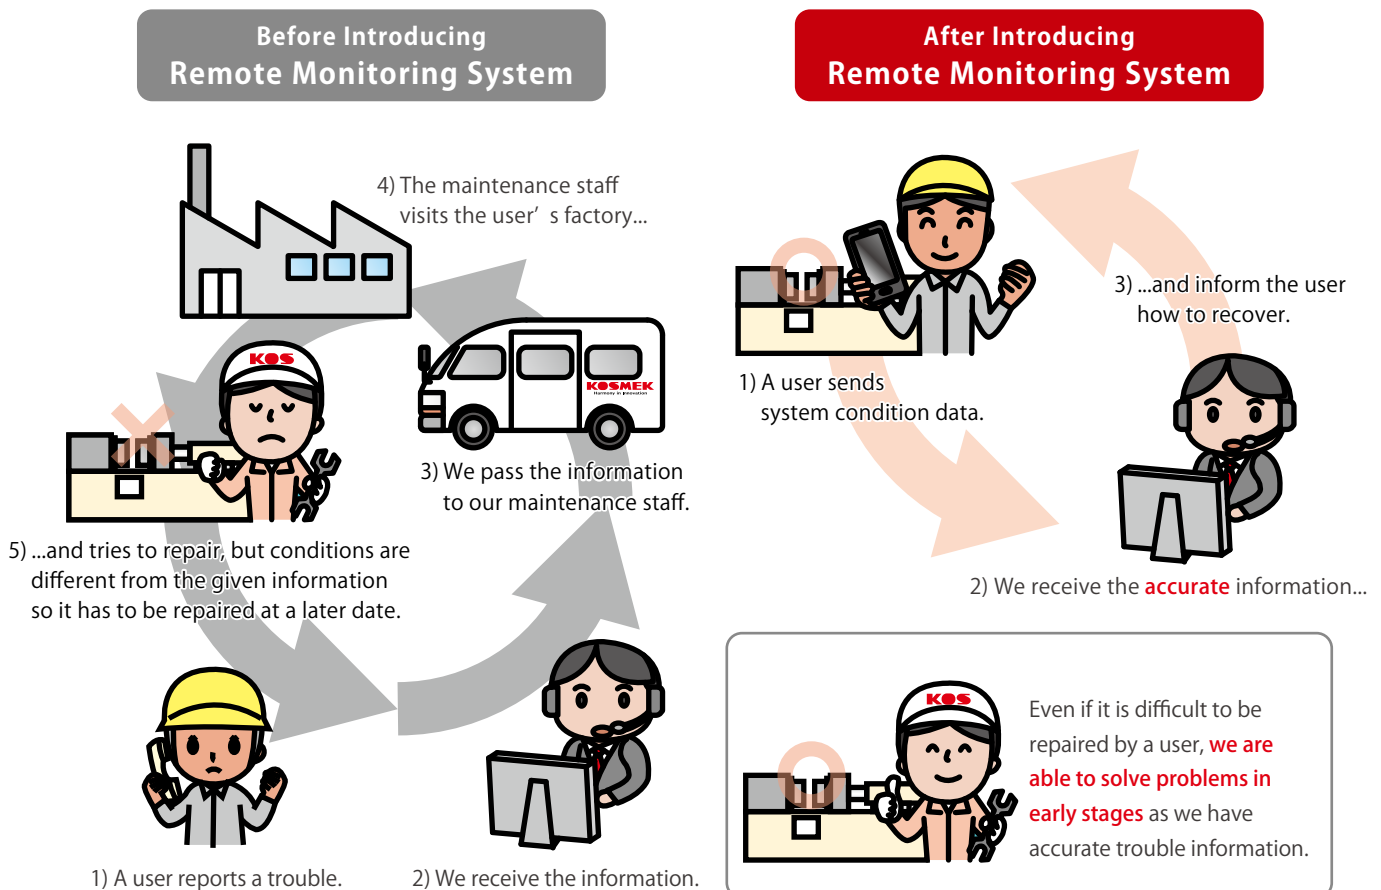 Before Introducing
Remote Monitoring System
4) The maintenance staff
visits the user’ s factory...
KOS
KOSMEK
Harmony in Innovation
3) We pass the information
to our maintenance staff.
5) ...and tries to repair, but conditions are
different from the given information
so it has to be repaired at a later date.
1) A user reports a trouble.
2) We receive the information.
After Introducing
Remote Monitoring System
3) ...and inform the user
how to recover.
1) A user sends
system condition data.
2) We receive the accurate information...
KOS
Even if it is difficult to be
repaired by a user, we are
able to solve problems in
early stages as we have
accurate trouble information.